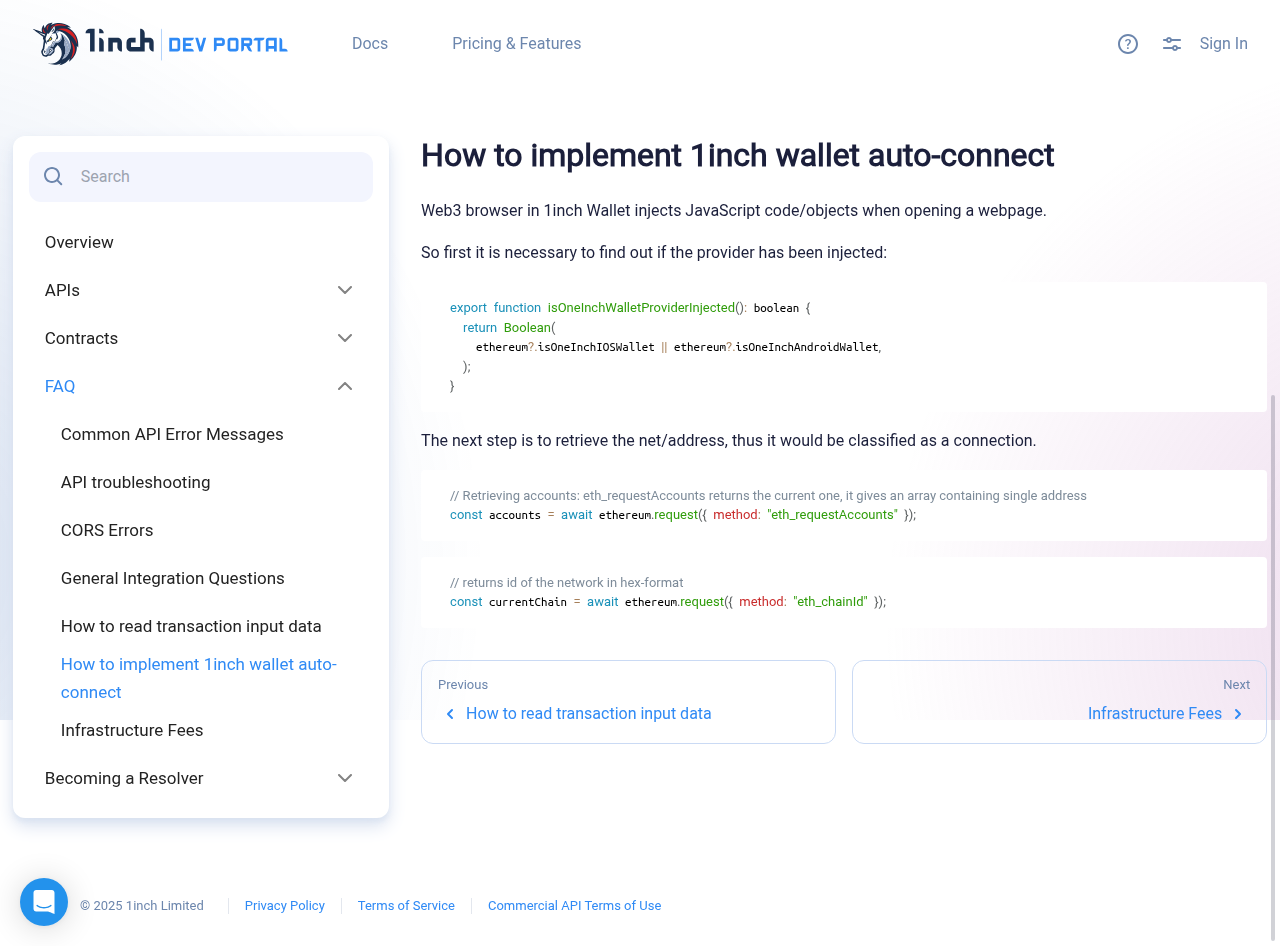 1inch DEV PORTAL
Docs
Pricing & Features
Sign In
Search
Overview
APIs
Contracts
FAQ
Common API Error Messages
API troubleshooting
CORS Errors
General Integration Questions
How to read transaction input data
How to implement 1inch wallet auto-
connect
Infrastructure Fees
Becoming a Resolver
How to implement 1inch wallet auto-connect
Web3 browser in 1inch Wallet injects JavaScript code/objects when opening a webpage.
So first it is necessary to find out if the provider has been injected:
export function isOneInchWalletProviderInjected(): boolean {
  return Boolean(
    ethereum?.isOneInchIOSWallet || ethereum?.isOneInchAndroidWallet,
  );
}
The next step is to retrieve the net/address, thus it would be classified as a connection.
// Retrieving accounts: eth_requestAccounts returns the current one, it gives an array containing single address
const accounts = await ethereum.request({ method: "eth_requestAccounts" });
// returns id of the network in hex-format
const currentChain = await ethereum.request({ method: "eth_chainId" });
Previous
How to read transaction input data
Next
Infrastructure Fees
© 2025 1inch Limited
Privacy Policy
Terms of Service
Commercial API Terms of Use